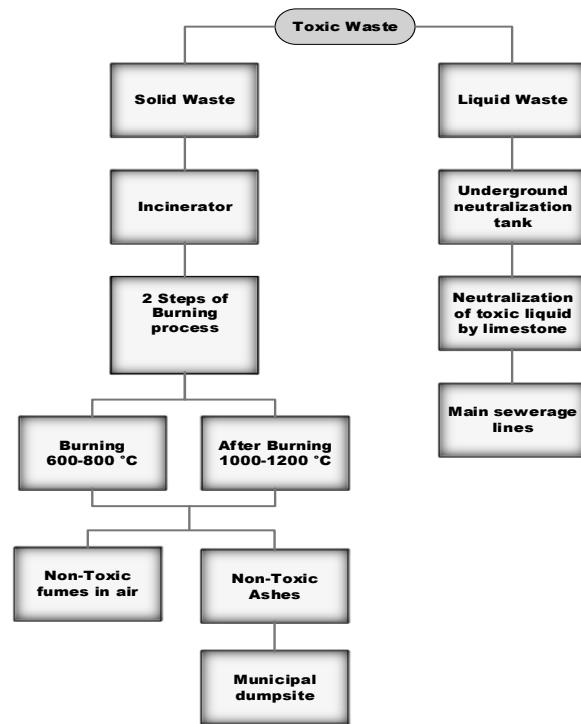 Toxic Waste
Solid Waste
Liquid Waste
Incinerator
Underground
neutralization
tank
2 Steps of
Burning
process
Neutralization
of toxic liquid
by limestone
Burning
600-800 °C
After Burning
1000-1200 °C
Main sewerage
lines
Non-Toxic
fumes in air
Non-Toxic
Ashes
Municipal
dumpsite